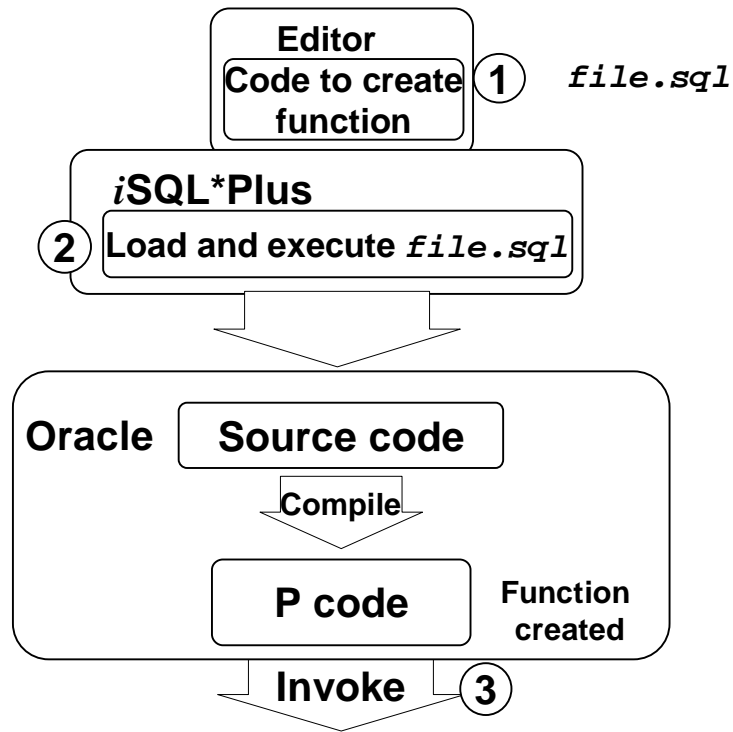 Editor
Code to create
function
1
file.sql
iSQL*Plus
2
Load and execute file.sql
Oracle
Source code
Compile
P code
Function
created
Invoke
3